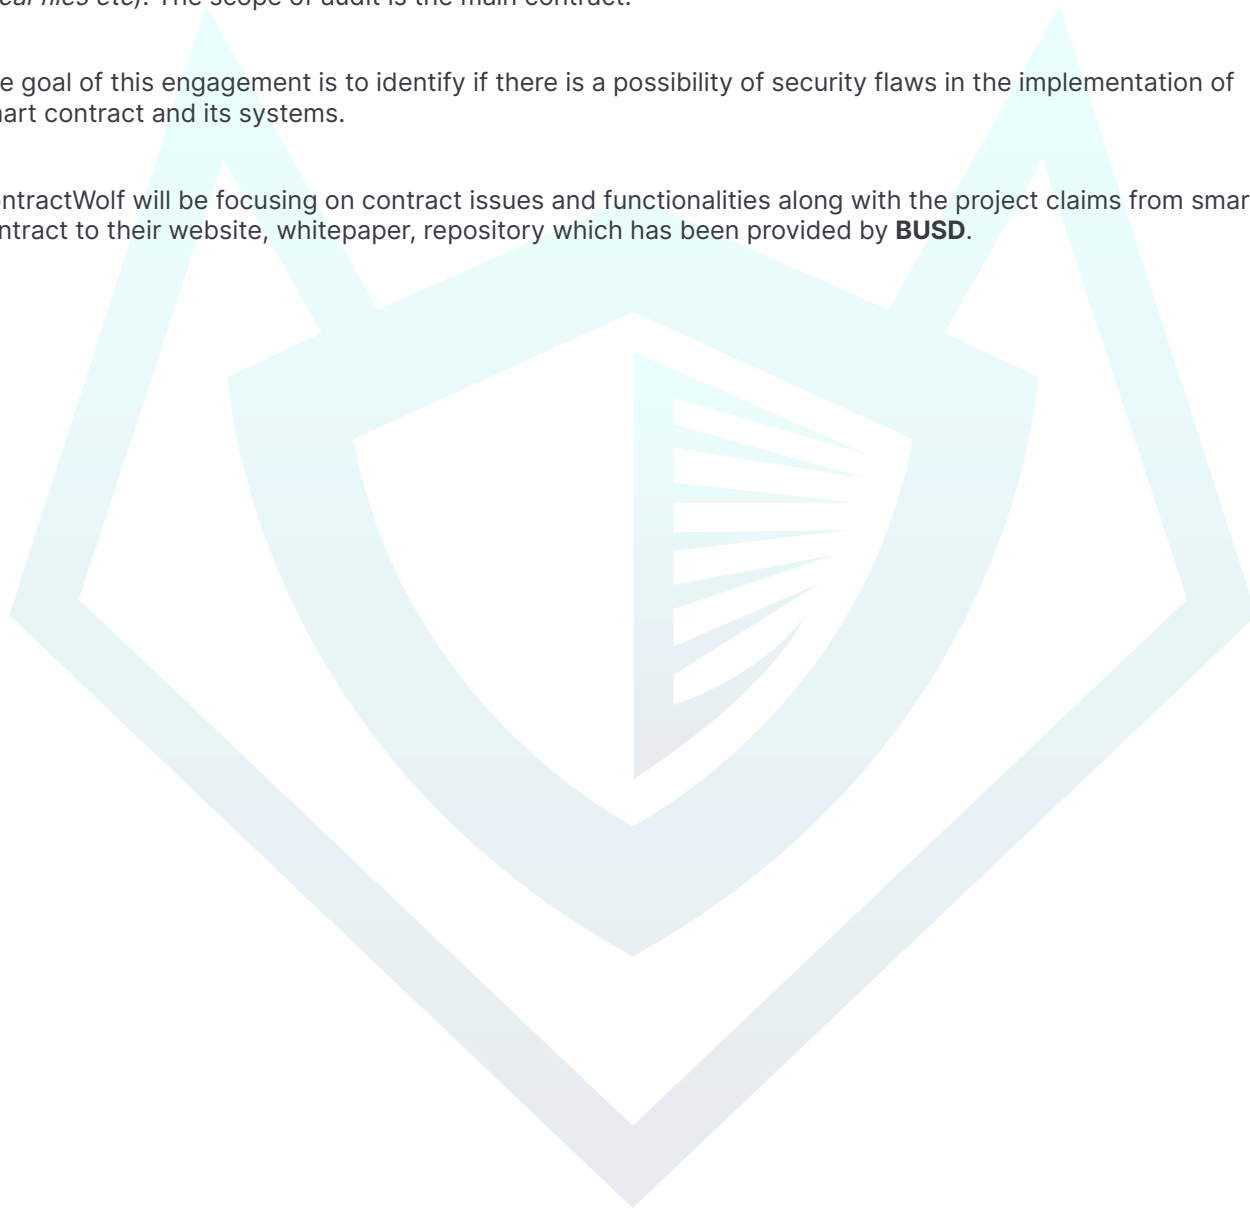 cal files etc). The scope of audit is the main contract.
e goal of this engagement is to identify if there is a possibility of security flaws in the implementation of
art contract and its systems.
ntractWolf will be focusing on contract issues and functionalities along with the project claims from smar
ntract to their website, whitepaper, repository which has been provided by BUSD.